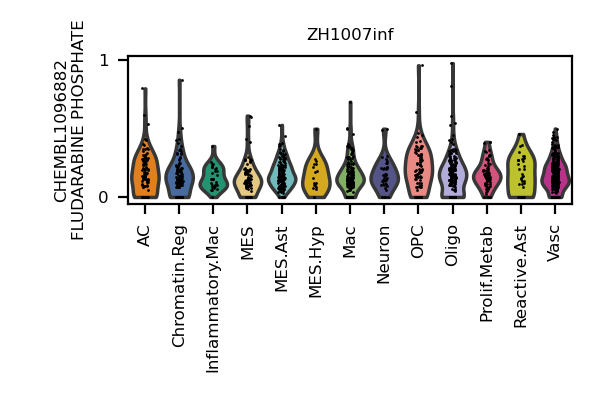 ZH1007inf
CHEMBL1096882
FLUDARABINE PHOSPHATE
1
0
AC
Chromatin.Reg
Inflammatory.Mac
MES
MES.Ast
MES.Hyp
Mac
Neuron
OPC
Oligo
Prolif.Metab
Reactive.Ast
Vasc